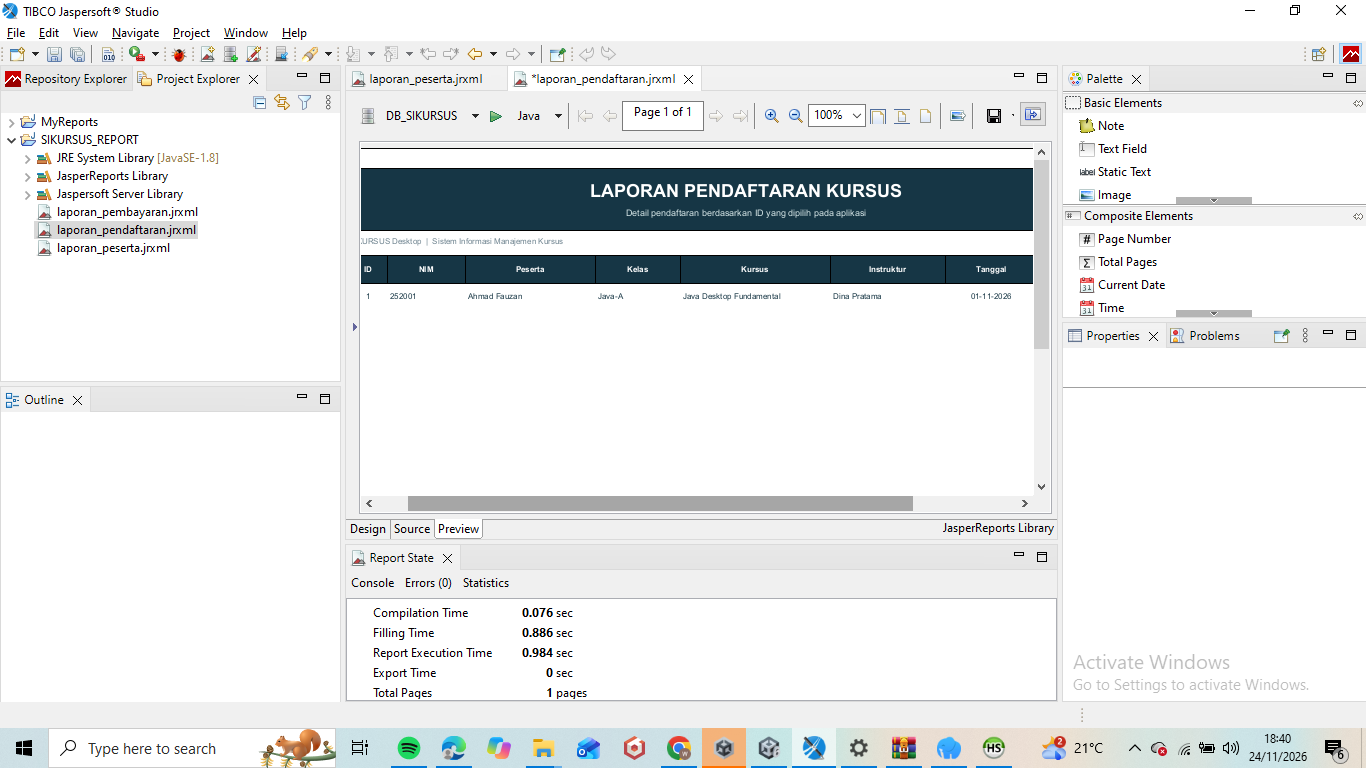 TIBCO Jaspersoft® Studio
File Edit View Navigate Project Window Help
Repository Explorer Project Explorer
MyReports
SIKURSUS_REPORT
JRE System Library [JavaSE-1.8]
JasperReports Library
Jaspersoft Server Library
laporan_pembayaran.jrxml
laporan_pendaftaran.jrxml
laporan_peserta.jrxml
Outline
laporan_peserta.jrxml *laporan_pendaftaran.jrxml
DB_SIKURSUS Java Page 1 of 1 100%
LAPORAN PENDAFTARAN KURSUS
Detail pendaftaran berdasarkan ID yang dipilih pada aplikasi
KURSUS Desktop | Sistem Informasi Manajemen Kursus
ID NIM Peserta Kelas Kursus Instruktur Tanggal
1 252001 Ahmad Fauzan Java-A Java Desktop Fundamental Dina Pratama 01-11-2026
Design Source Preview JasperReports Library
Report State
Console Errors (0) Statistics
Compilation Time 0.076 sec
Filling Time 0.886 sec
Report Execution Time 0.984 sec
Export Time 0 sec
Total Pages 1 pages
Palette
Basic Elements
Note
Text Field
label Static Text
Image
Composite Elements
# Page Number
Σ Total Pages
31 Current Date
31 Time
Properties Problems
Activate Windows
Go to Settings to activate Windows.
Type here to search
HS
2
21°C
18:40
24/11/2026
6